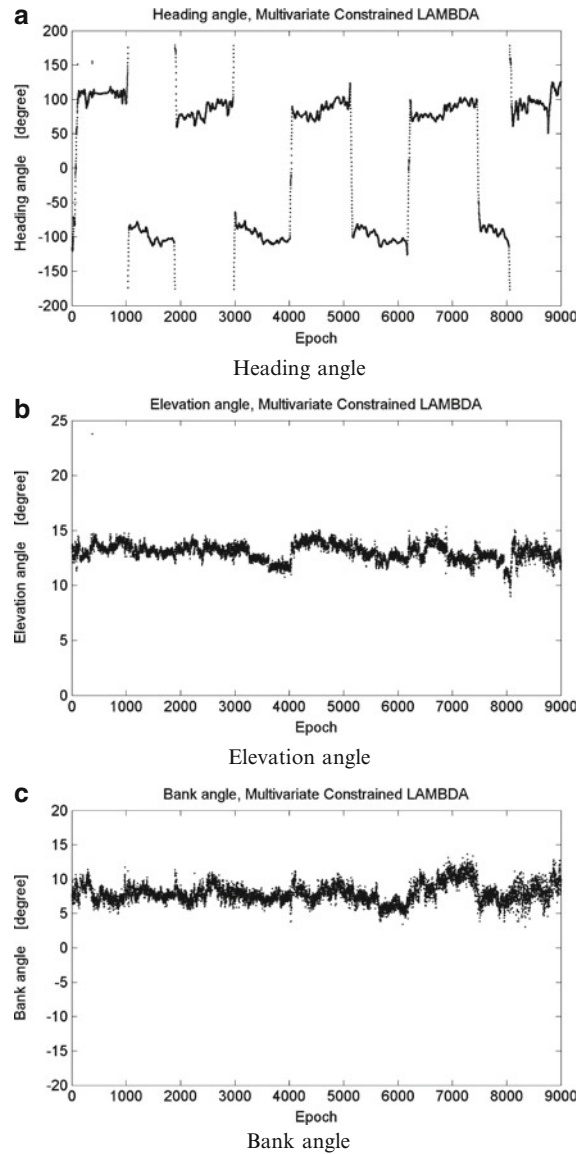 a
Heading angle, Multivariate Constrained LAMBDA
Heading angle [degree]
200
150
100
50
0
-50
-100
-150
-200
0 1000 2000 3000 4000 5000 6000 7000 8000 9000
Epoch
Heading angle
b
Elevation angle, Multivariate Constrained LAMBDA
Elevation angle [degree]
25
20
15
10
5
0
0 1000 2000 3000 4000 5000 6000 7000 8000 9000
Epoch
Elevation angle
c
Bank angle, Multivariate Constrained LAMBDA
Bank angle [degree]
20
15
10
5
0
-5
-10
-15
-20
0 1000 2000 3000 4000 5000 6000 7000 8000 9000
Epoch
Bank angle